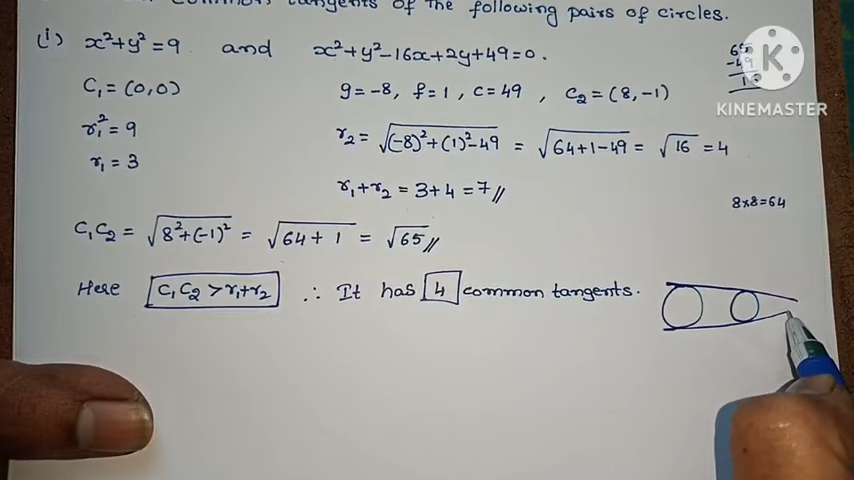 common tangents of the following pairs of circles.
(i) x²+y²=9 and x²+y²-16x+2y+49=0.
C₁=(0,0) g=-8, f=1, c=49, C₂=(8,-1)
r₁²=9 r₂=√((-8)²+(1)²-49) = √(64+1-49) = √16 = 4
r₁=3
r₁+r₂=3+4=7//
8x8=64
C₁C₂ = √(8²+(-1)²) = √(64+1) = √65//
Here C₁C₂>r₁+r₂ ∴ It has 4 common tangents.
-49
KINEMASTER